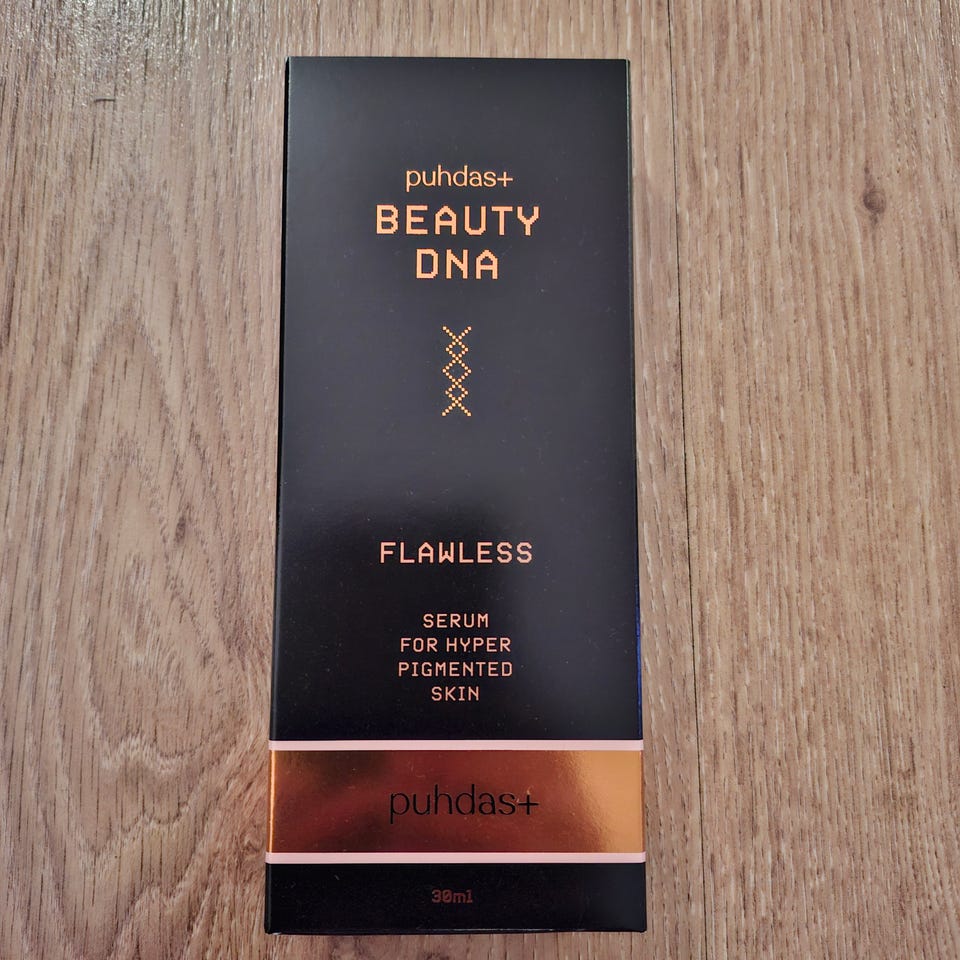 puhdas+
BEAUTY
DNA
FLAWLESS
SERUM
FOR HYPER
PIGMENTED
SKIN
puhdas+
30ml